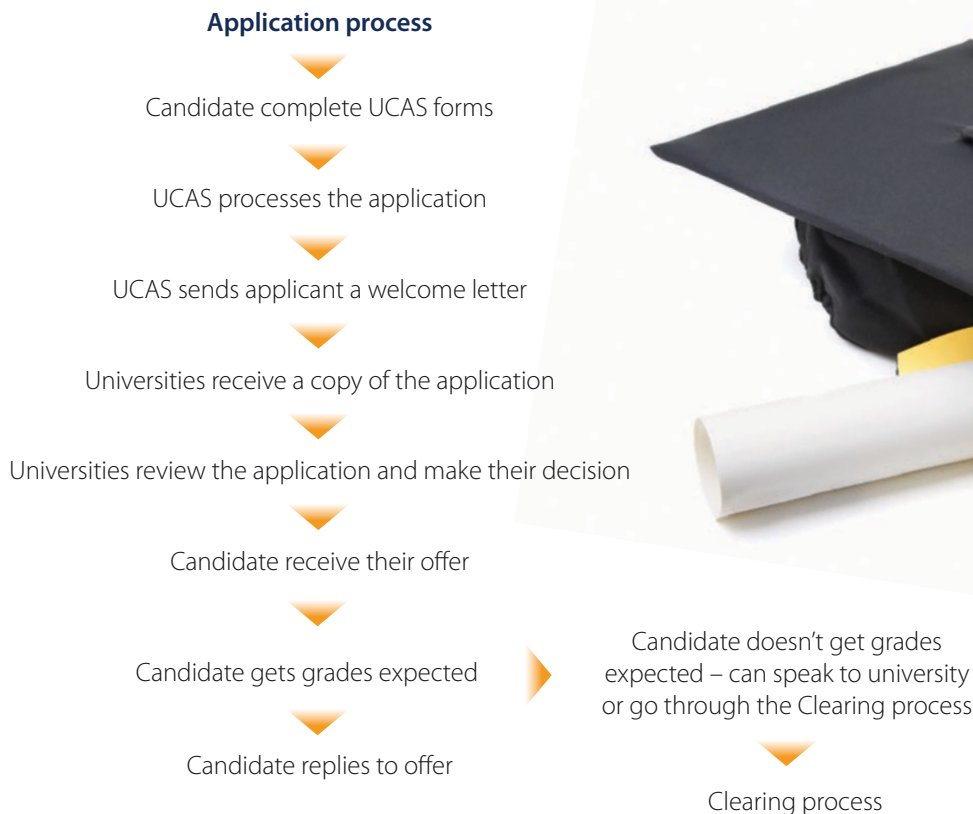 Application process
Candidate complete UCAS forms
UCAS processes the application
UCAS sends applicant a welcome letter
Universities receive a copy of the application
Universities review the application and make their decision
Candidate receive their offer
Candidate gets grades expected
Candidate replies to offer
Candidate doesn’t get grades
expected – can speak to university
or go through the Clearing process
Clearing process